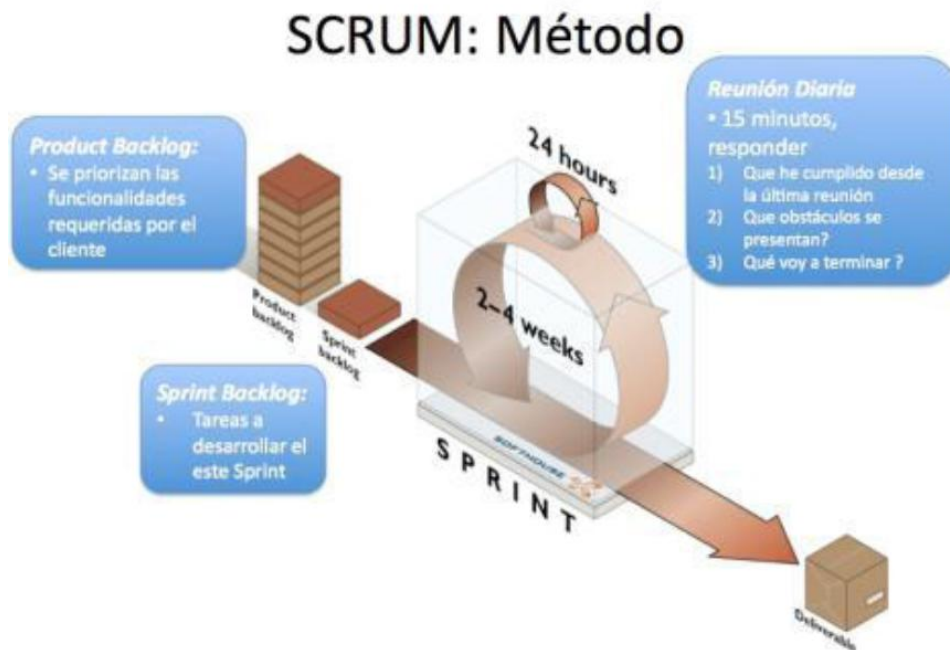 SCRUM: Método
Product Backlog:
• Se priorizan las
funcionalidades
requeridas por el
cliente
Reunión Diaria
• 15 minutos,
responder
1) Que he cumplido desde
la última reunión
2) Que obstáculos se
presentan?
3) Qué voy a terminar ?
24 hours
2–4 weeks
Product
backlog
Sprint
backlog
Sprint Backlog:
• Tareas a
desarrollar el
este Sprint
SOFTHOUSE
SPRINT
Deliverable